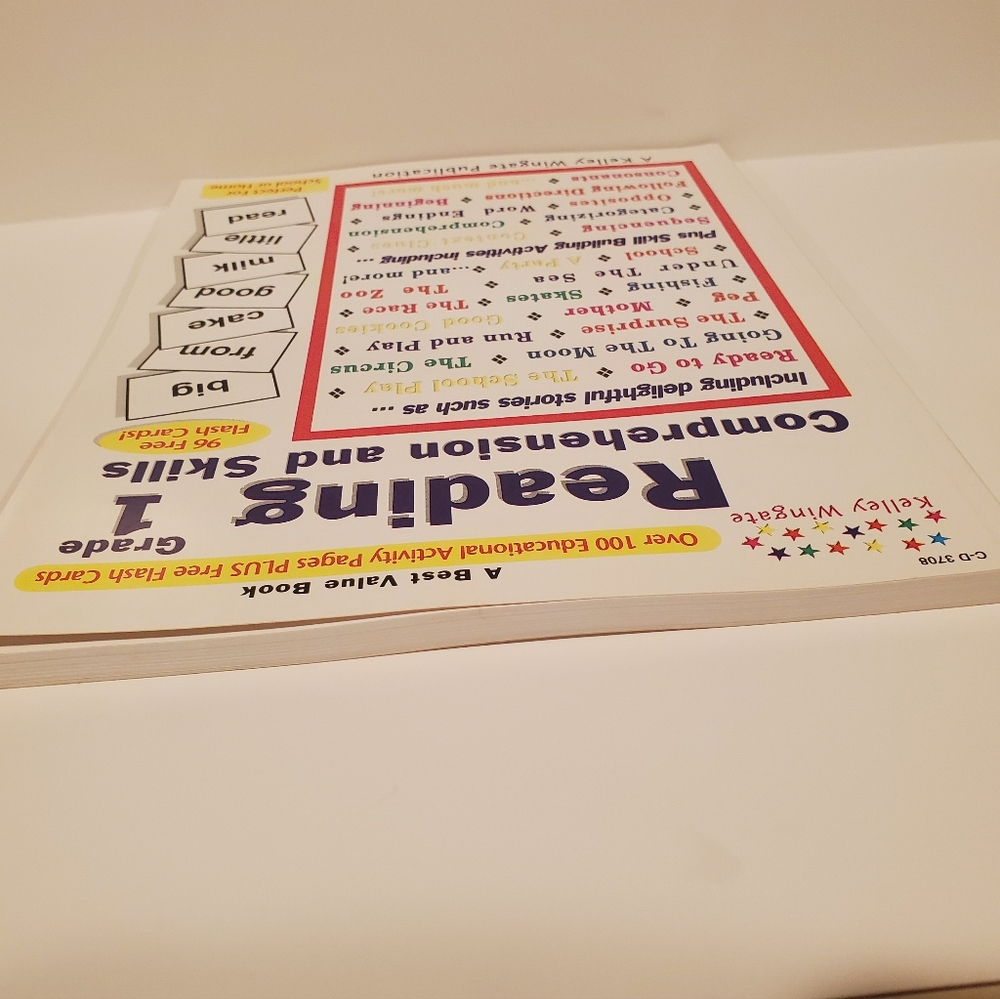 A Best Value Book
C-D 3708
Over 100 Educational Activity Pages PLUS Free Flash Cards
Kelley Wingate
Reading
Grade 1
Comprehension and Skills
96 Free
Flash Cards!
Including delightful stories such as ...
Ready to Go ❖ The School Play ❖
Going To The Moon ❖ The Circus
The Surprise ❖ Run and Play ❖
Peg ❖ Mother ❖ Good Cookies
❖ Fishing ❖ Skates ❖ The Race ❖
Under The Sea ❖ The Zoo
School ❖ A Party ❖ ...and more!
Plus Skill Building Activities including ...
Sequencing ❖ Context Clues ❖
Categorizing ❖ Comprehension
❖ Opposites ❖ Word Endings ❖
Following Directions ❖ Beginning
Consonants ❖ ...and much more!
big
from
cake
good
milk
little
read
Perfect For
School or Home
A Kelley Wingate Publication